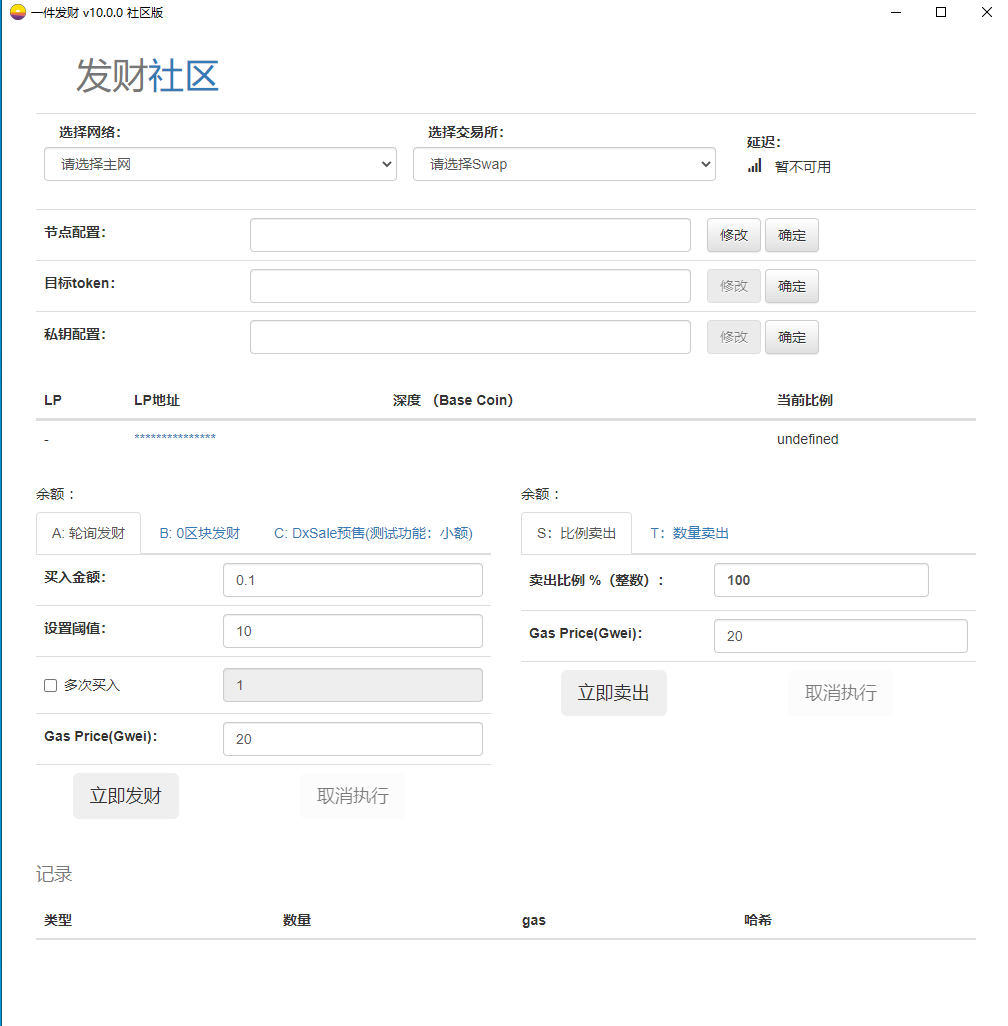 一件发财 v10.0.0 社区版
发财社区
选择网络：
选择交易所：
延迟：
请选择主网
请选择Swap
暂不可用
节点配置：
修改
确定
目标token：
修改
确定
私钥配置：
修改
确定
LP
LP地址
深度 （Base Coin）
当前比例
-
***************
undefined
余额：
A: 轮询发财
B: 0区块发财
C: DxSale预售(测试功能：小额)
买入金额：
0.1
设置阈值：
10
多次买入
1
Gas Price(Gwei)：
20
立即发财
取消执行
余额：
S：比例卖出
T：数量卖出
卖出比例 %（整数）：
100
Gas Price(Gwei)：
20
立即卖出
取消执行
记录
类型
数量
gas
哈希